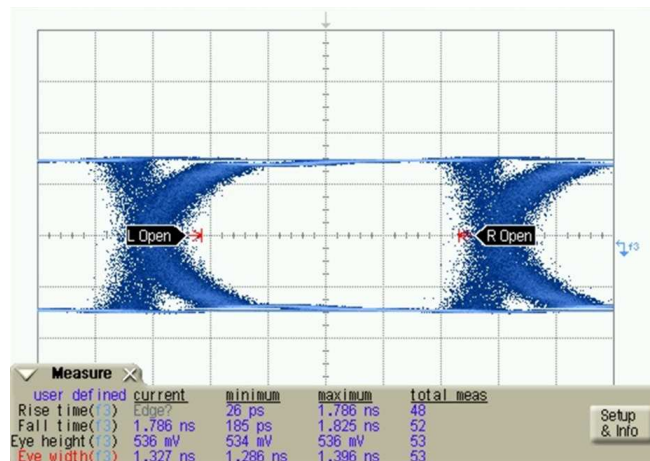 L Open R Open
f3
Measure
user defined current minimum maximum total meas
Rise time(f3) Edge? 26 ps 1.786 ns 48
Fall time(f3) 1.786 ns 185 ps 1.825 ns 52
Eye height(f3) 536 mV 534 mV 536 mV 53
Eye width(f3) 1.327 ns 1.286 ns 1.396 ns 53
Setup
& Info